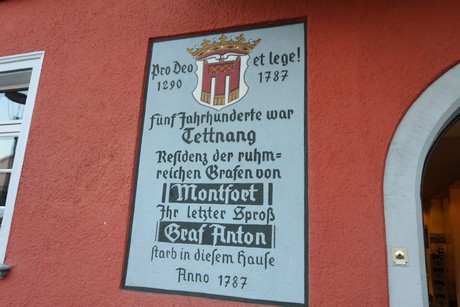 Pro Deo et lege!
1290 1787
fünf Jahrhunderte war
Tettnang
Residenz der ruhm=
reichen Grafen von
Montfort
Ihr letzter Sproß
Graf Anton
starb in diesem Hause
Anno 1787